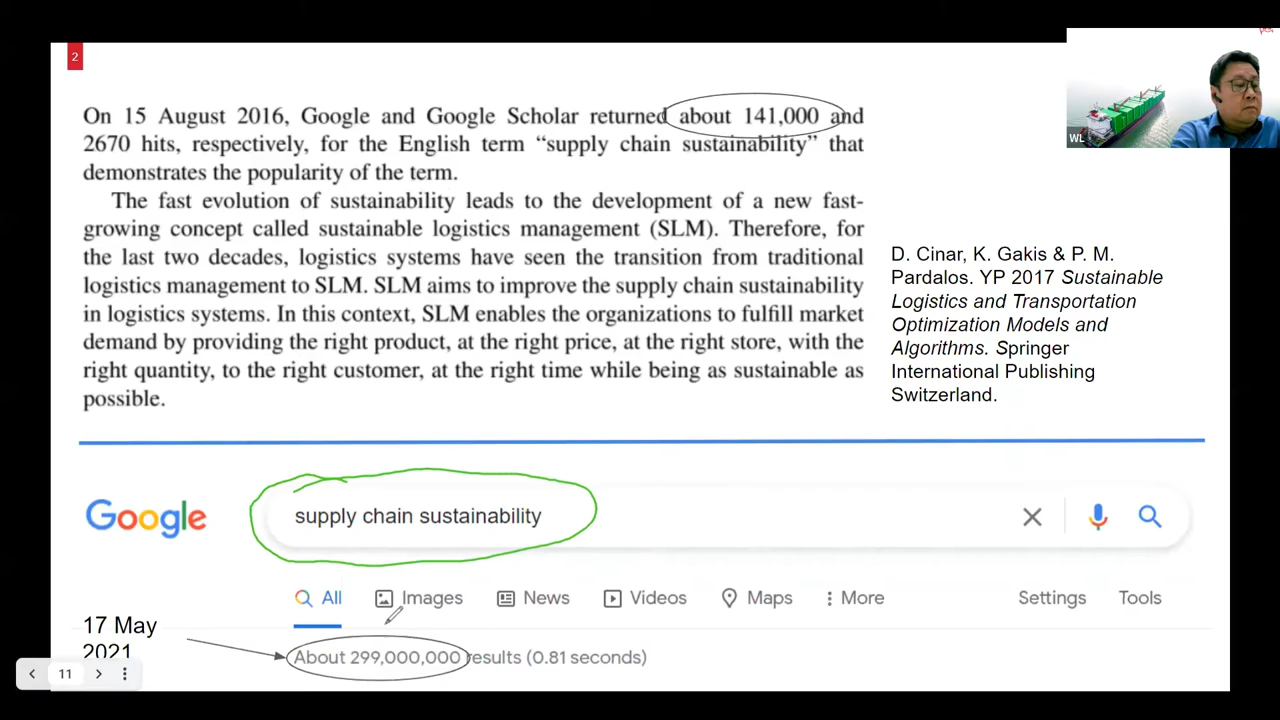 2
On 15 August 2016, Google and Google Scholar returned about 141,000 and
2670 hits, respectively, for the English term “supply chain sustainability” that
demonstrates the popularity of the term.
The fast evolution of sustainability leads to the development of a new fast-
growing concept called sustainable logistics management (SLM). Therefore, for
the last two decades, logistics systems have seen the transition from traditional
logistics management to SLM. SLM aims to improve the supply chain sustainability
in logistics systems. In this context, SLM enables the organizations to fulfill market
demand by providing the right product, at the right price, at the right store, with the
right quantity, to the right customer, at the right time while being as sustainable as
possible.
WL
D. Cinar, K. Gakis & P. M.
Pardalos. YP 2017 Sustainable
Logistics and Transportation
Optimization Models and
Algorithms. Springer
International Publishing
Switzerland.
Google
supply chain sustainability
All Images News Videos Maps More Settings Tools
17 May
2021
About 299,000,000 results (0.81 seconds)
11